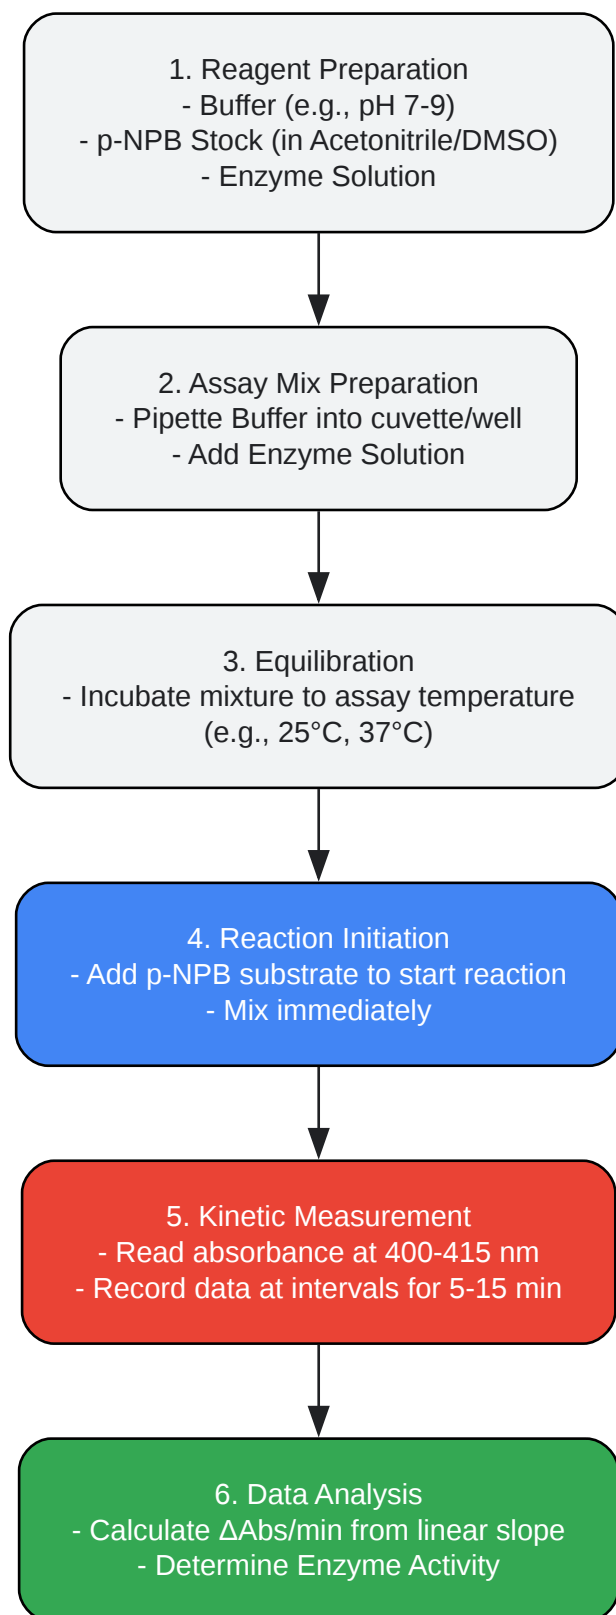 1. Reagent Preparation
- Buffer (e.g., pH 7-9)
- p-NPB Stock (in Acetonitrile/DMSO)
- Enzyme Solution
2. Assay Mix Preparation
- Pipette Buffer into cuvette/well
- Add Enzyme Solution
3. Equilibration
- Incubate mixture to assay temperature
(e.g., 25°C, 37°C)
4. Reaction Initiation
- Add p-NPB substrate to start reaction
- Mix immediately
5. Kinetic Measurement
- Read absorbance at 400-415 nm
- Record data at intervals for 5-15 min
6. Data Analysis
- Calculate ΔAbs/min from linear slope
- Determine Enzyme Activity